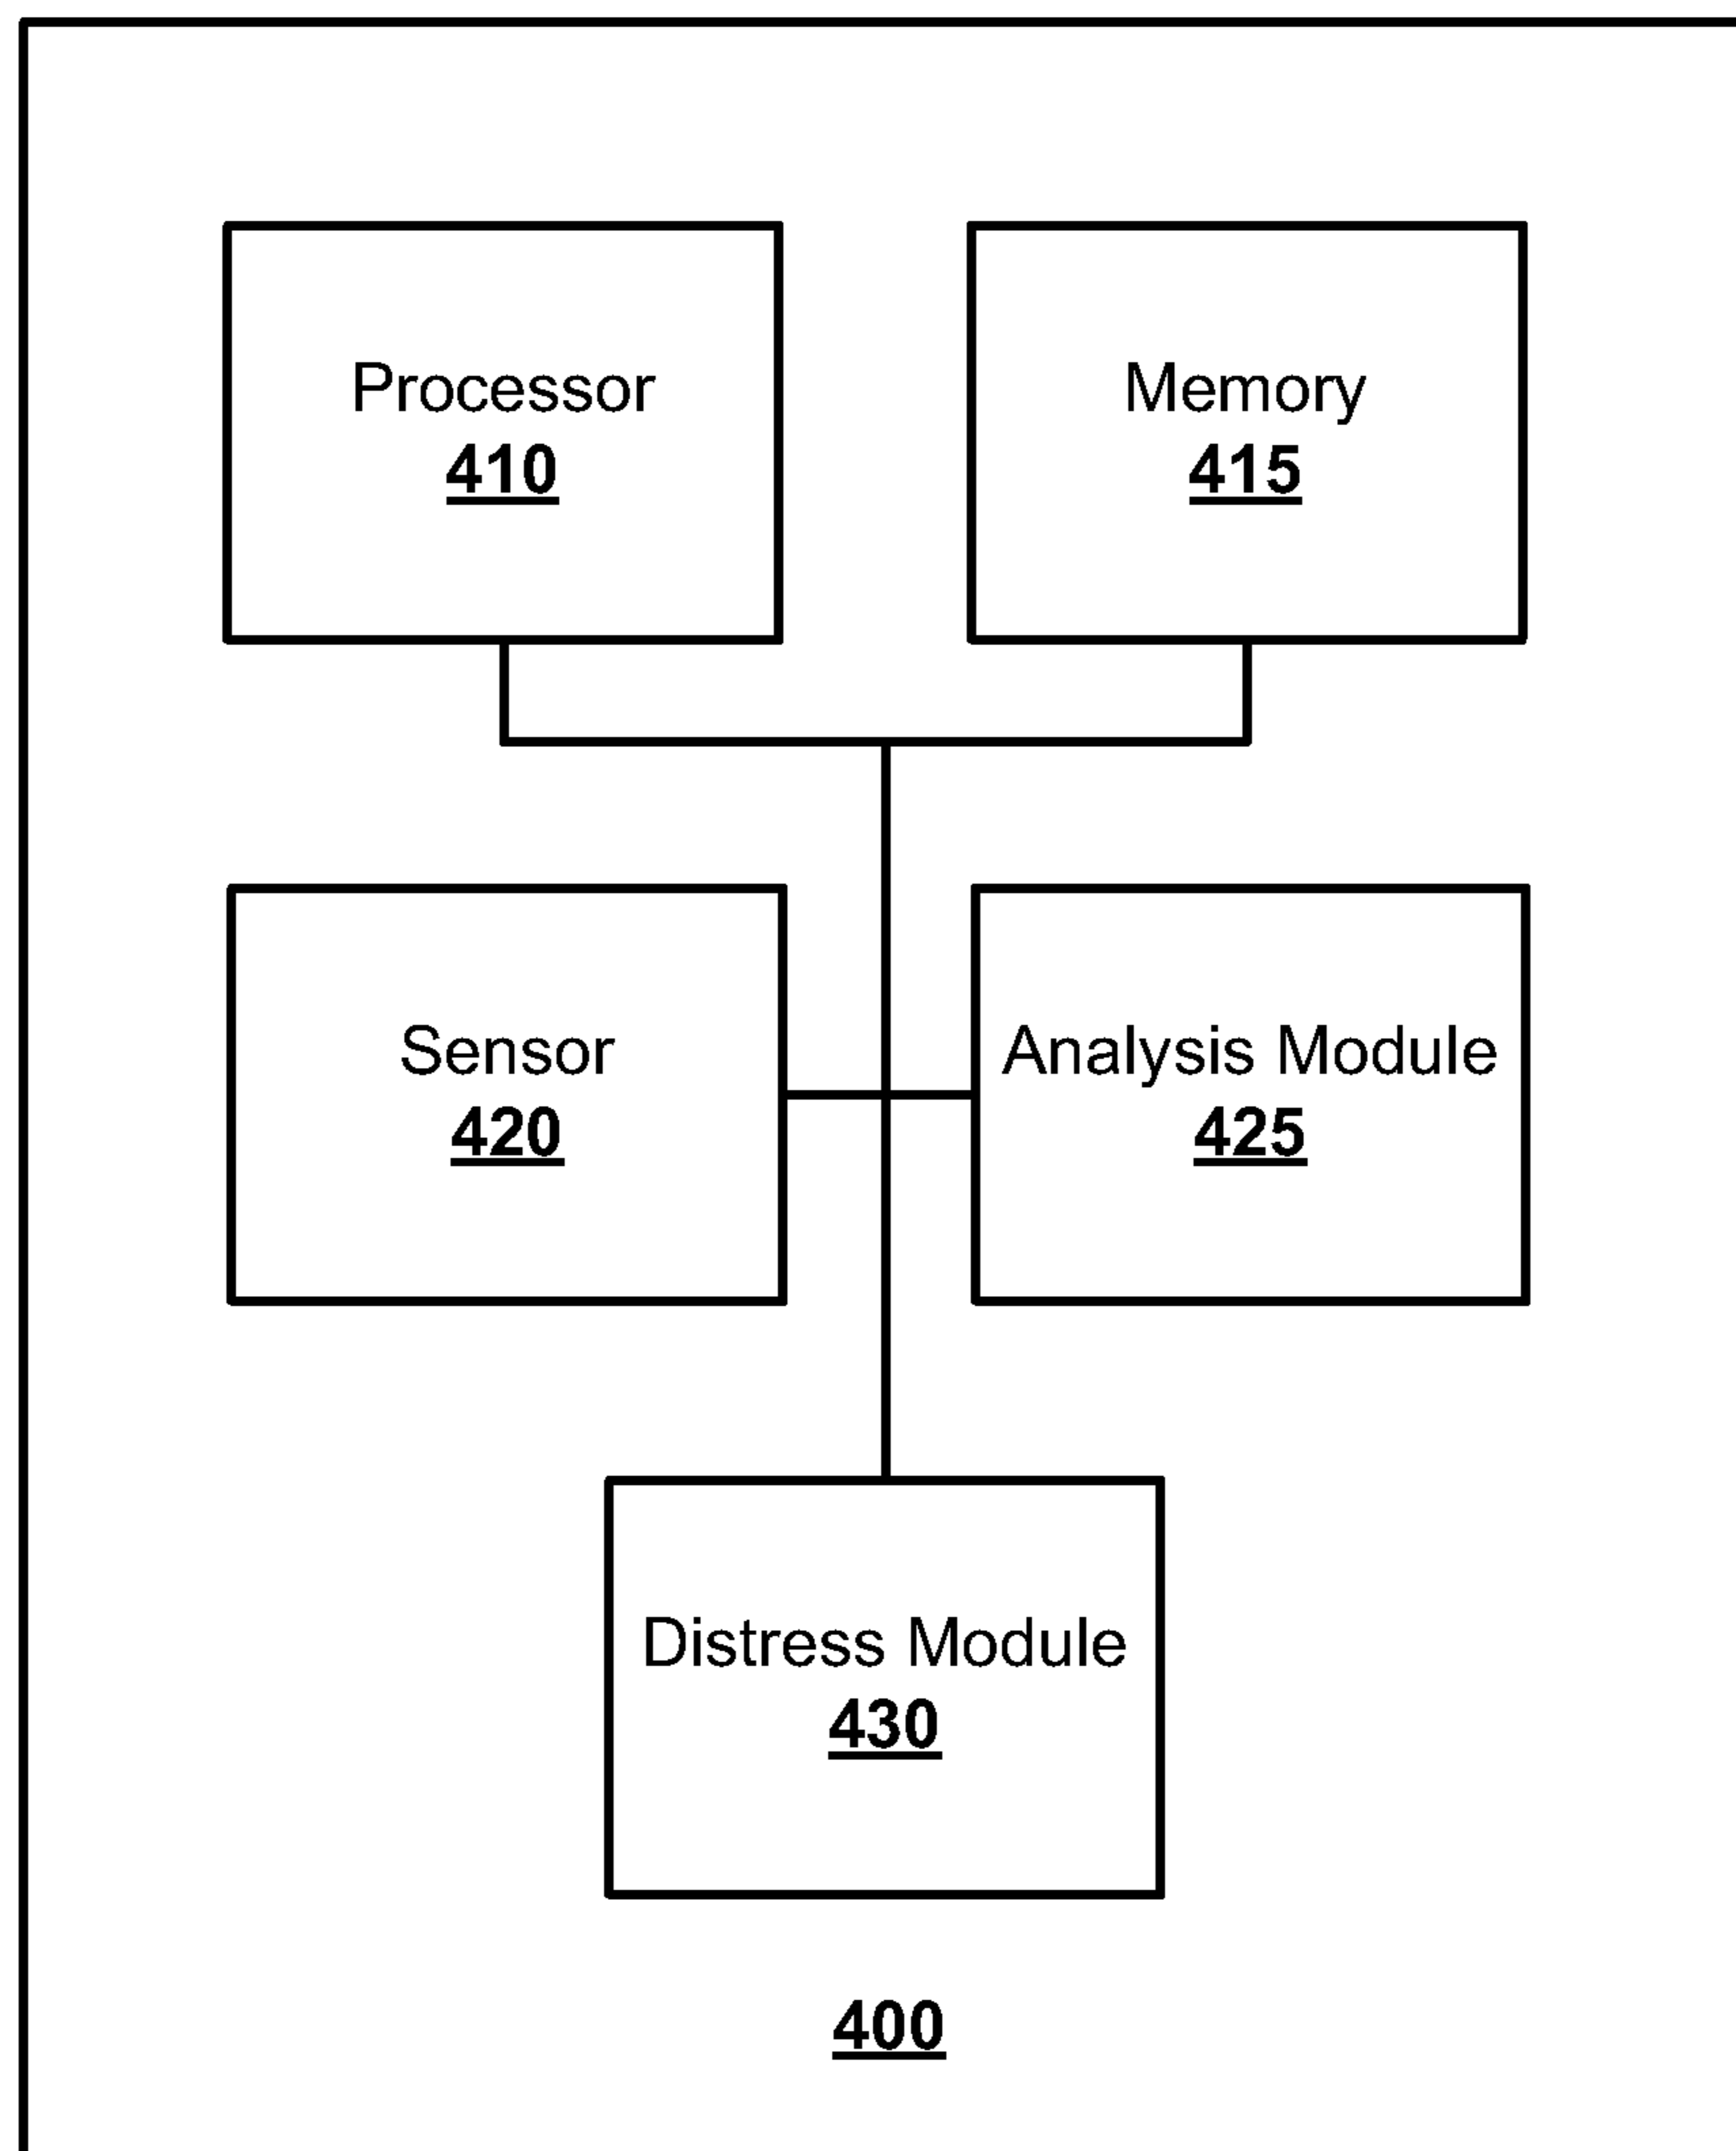 Processor
410
Memory
415
Sensor
420
Analysis Module
425
Distress Module
430
400